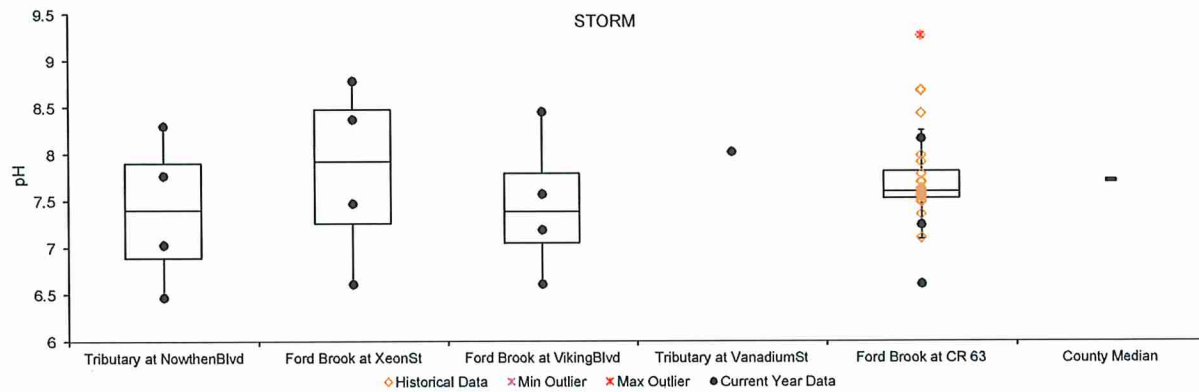 STORM
9.5
9
8.5
8
7.5
7
6.5
6
pH
Tributary at NowthenBlvd Ford Brook at XeonSt Ford Brook at VikingBlvd Tributary at VanadiumSt Ford Brook at CR 63 County Median
Historical Data Min Outlier Max Outlier Current Year Data